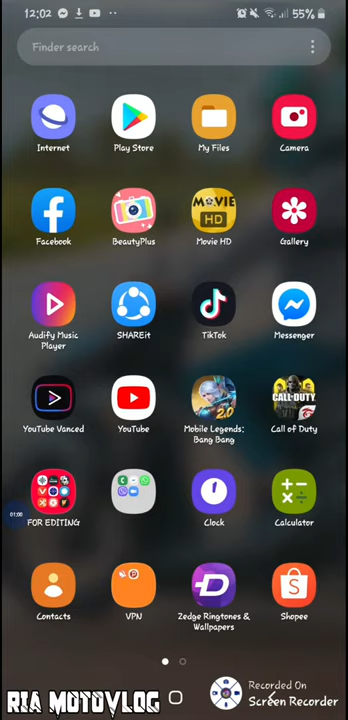 12:02
55%
Finder search
Internet
Play Store
My Files
Camera
Facebook
BeautyPlus
MOVIE
HD
Movie HD
Gallery
Audify Music
Player
SHAREit
TikTok
Messenger
YouTube Vanced
YouTube
2.0
Mobile Legends:
Bang Bang
CALL OF DUTY
Call of Duty
01:00
FOR EDITING
Clock
Calculator
Contacts
VPN
Zedge Ringtones &
Wallpapers
Shopee
RIA MOTOVLOG
Recorded On
Screen Recorder